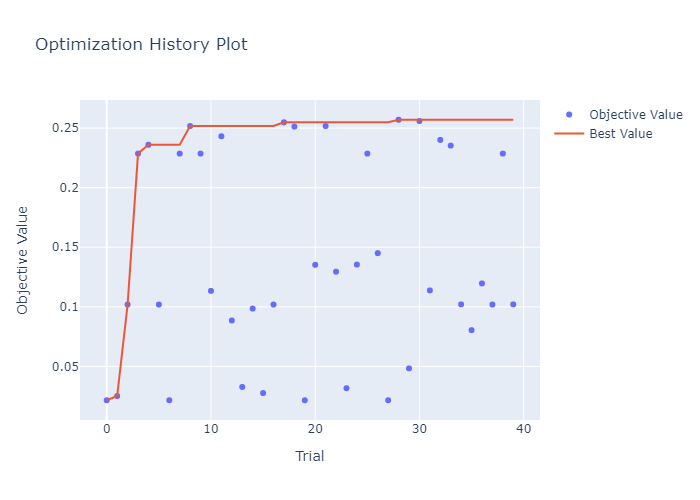 Optimization History Plot
Objective Value
Best Value
0.25
0.2
0.15
0.1
0.05
Objective Value
0 10 20 30 40
Trial